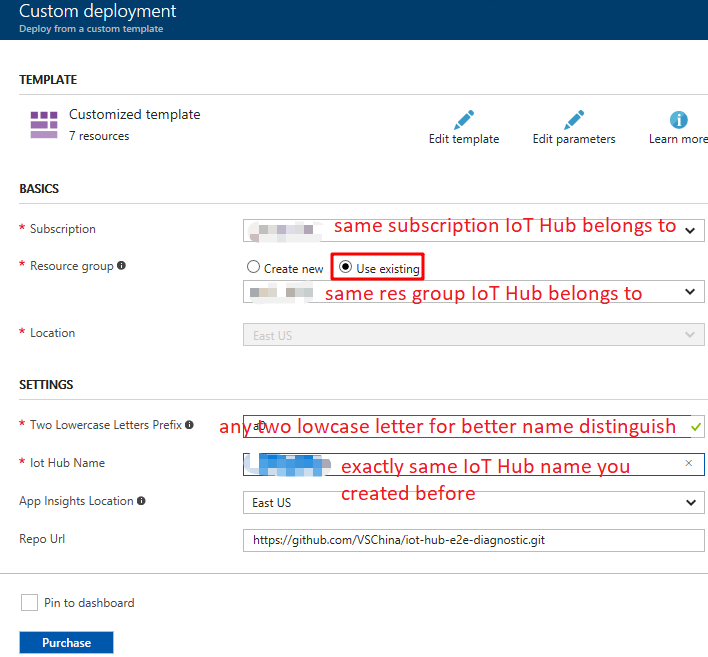 Custom deployment
Deploy from a custom template
TEMPLATE
Customized template
7 resources
Edit template
Edit parameters
Learn more
BASICS
* Subscription
same subscription IoT Hub belongs to
* Resource group
Create new
Use existing
same res group IoT Hub belongs to
* Location
East US
SETTINGS
* Two Lowercase Letters Prefix
any two lowcase letter for better name distinguish
* Iot Hub Name
exactly same IoT Hub name you
created before
App Insights Location
East US
Repo Url
https://github.com/VSChina/iot-hub-e2e-diagnostic.git
Pin to dashboard
Purchase